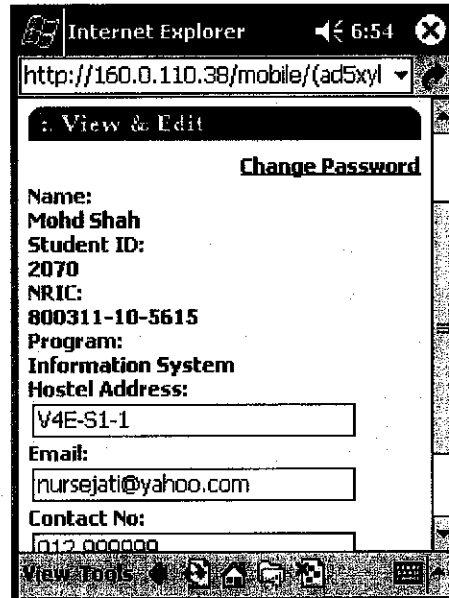 Internet Explorer 6:54
http://160.0.110.38/mobile/(ad5xyl
:. View & Edit
Change Password
Name:
Mohd Shah
Student ID:
2070
NRIC:
800311-10-5615
Program:
Information System
Hostel Address:
V4E-S1-1
Email:
nursejati@yahoo.com
Contact No:
012 999999
View Tools